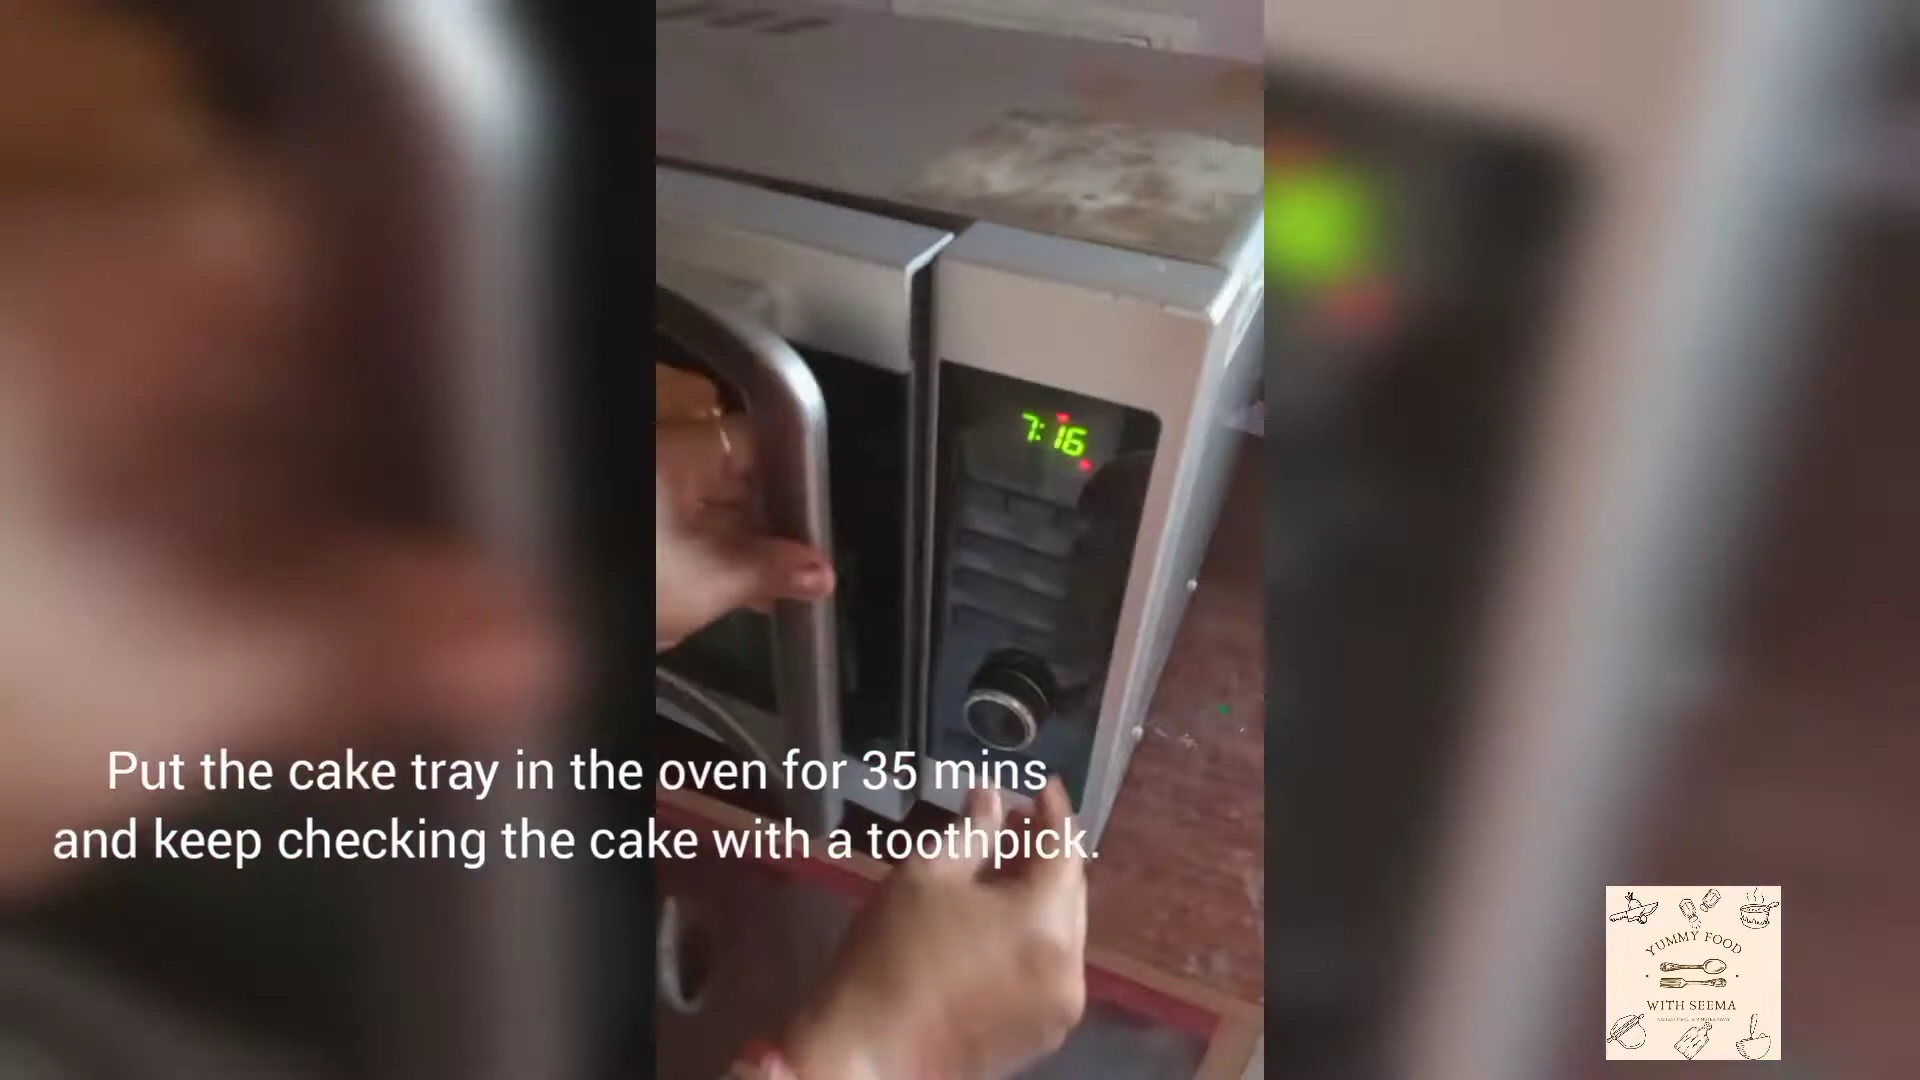 7:16
Put the cake tray in the oven for 35 mins
and keep checking the cake with a toothpick.
YUMMY FOOD
WITH SEEMA